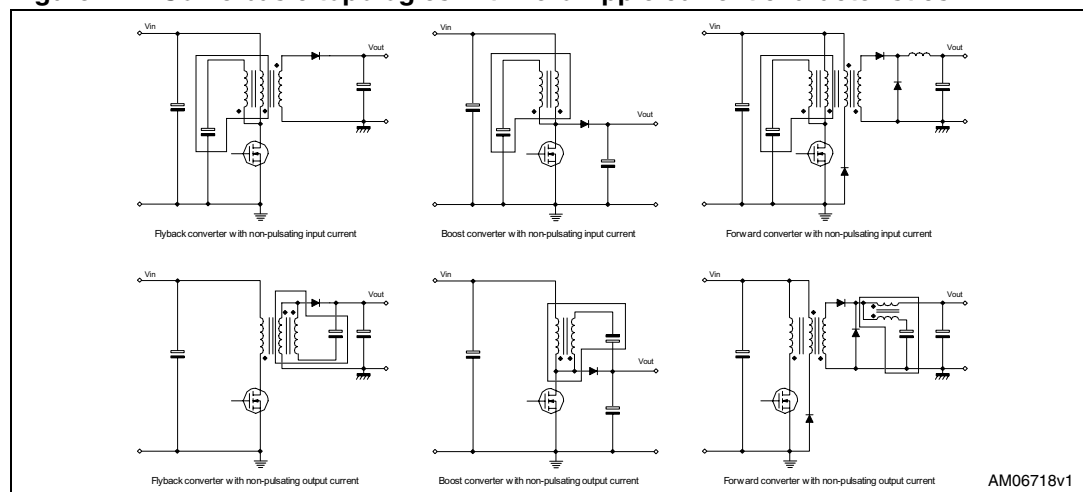 Vin
Vout
Flyback converter with non-pulsating input current
Vin
Vout
Boost converter with non-pulsating input current
Vin
Vout
Forward converter with non-pulsating input current
Vin
Vout
Flyback converter with non-pulsating output current
Vin
Vout
Boost converter with non-pulsating output current
Vin
Vout
Forward converter with non-pulsating output current
AM06718v1